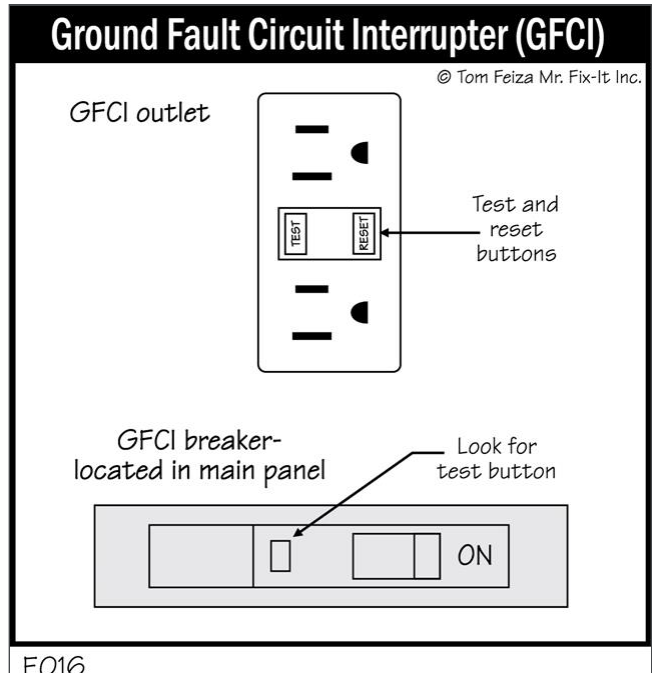 Ground Fault Circuit Interrupter (GFCI)
© Tom Feiza Mr. Fix-It Inc.
GFCI outlet
TEST
RESET
Test and
reset
buttons
GFCI breaker-
located in main panel
Look for
test button
ON
E016